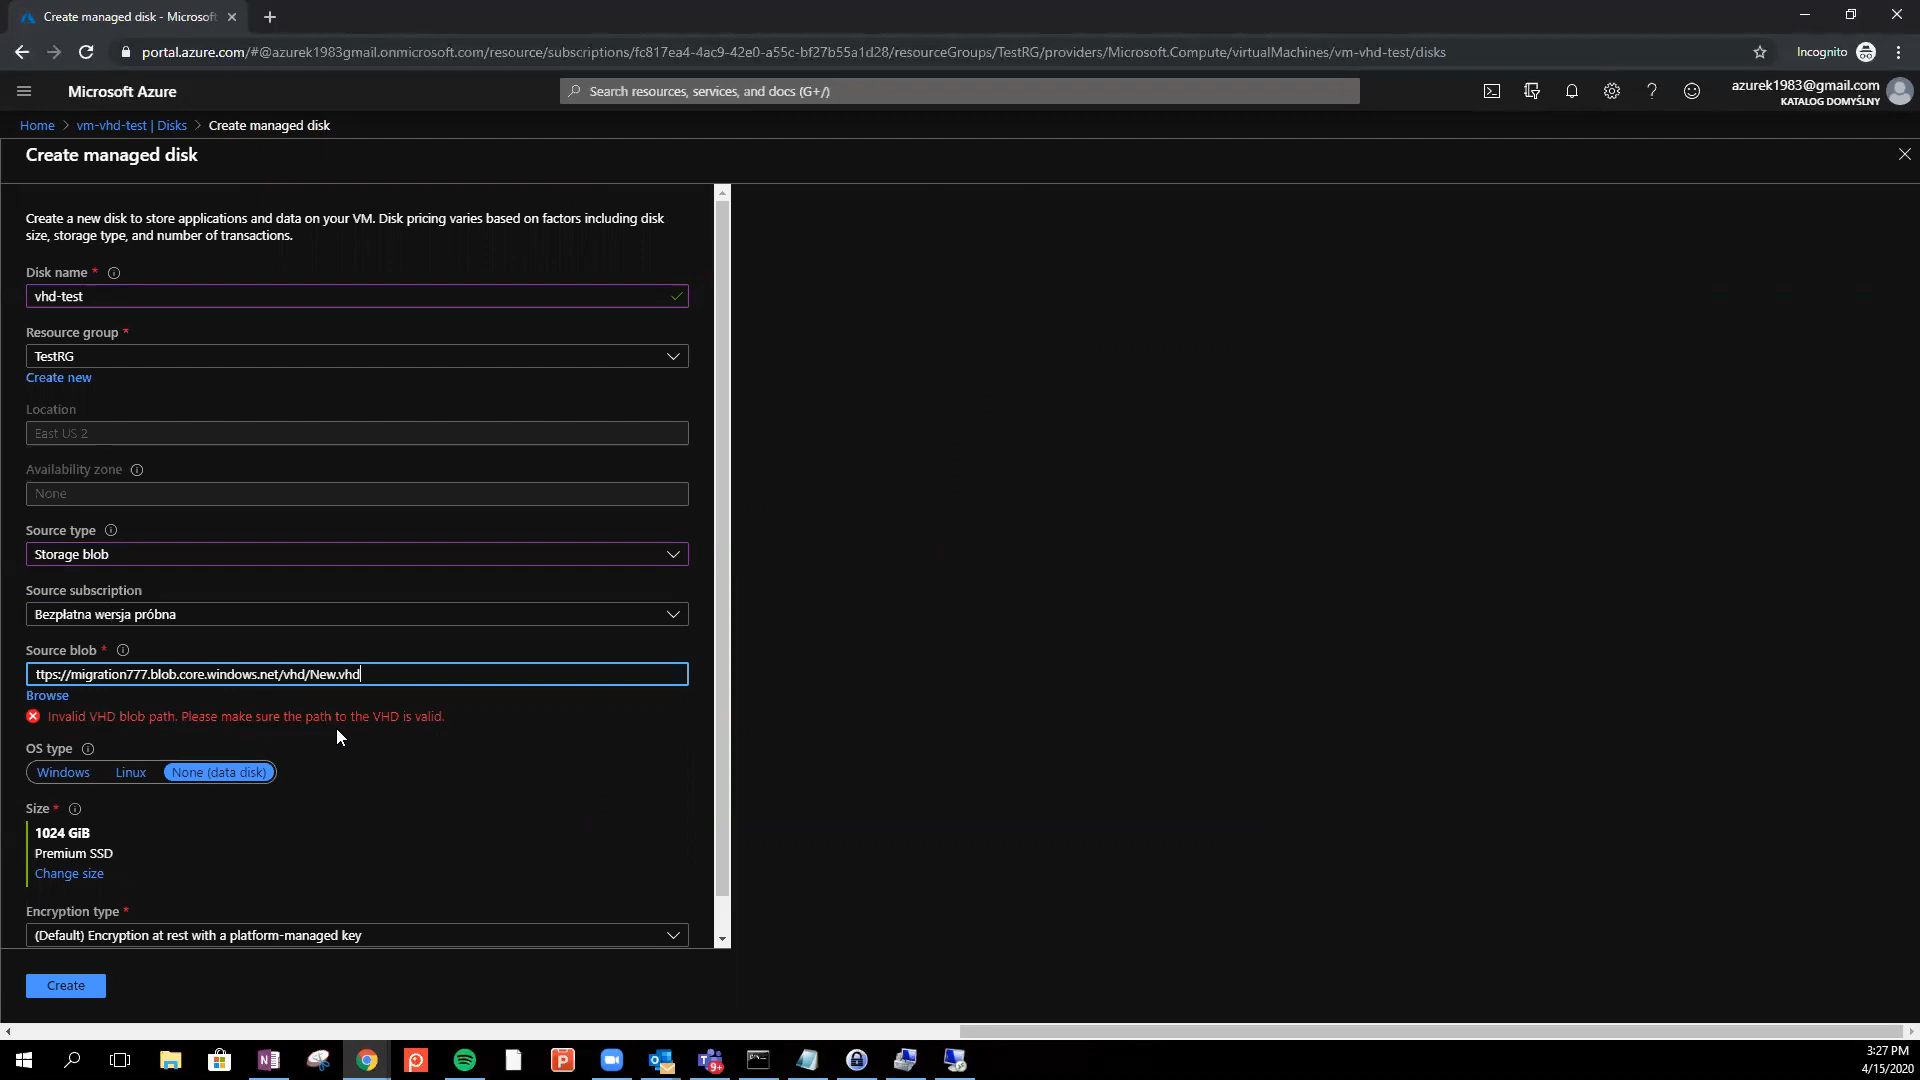 Create managed disk - Microsoft
portal.azure.com/#@azurek1983gmail.onmicrosoft.com/resource/subscriptions/fc817ea4-4ac9-42e0-a55c-bf27b55a1d28/resourceGroups/TestRG/providers/Microsoft.Compute/virtualMachines/vm-vhd-test/disks
Incognito
Microsoft Azure
Search resources, services, and docs (G+/)
azurek1983@gmail.com
KATALOG DOMYŚLNY
Home > vm-vhd-test | Disks > Create managed disk
Create managed disk
Create a new disk to store applications and data on your VM. Disk pricing varies based on factors including disk
size, storage type, and number of transactions.
Disk name *
vhd-test
Resource group *
TestRG
Create new
Location
East US 2
Availability zone
None
Source type
Storage blob
Source subscription
Bezpłatna wersja próbna
Source blob *
ttps://migration777.blob.core.windows.net/vhd/New.vhd
Browse
Invalid VHD blob path. Please make sure the path to the VHD is valid.
OS type
Windows Linux None (data disk)
Size *
1024 GiB
Premium SSD
Change size
Encryption type *
(Default) Encryption at rest with a platform-managed key
Create
9+
3:27 PM
4/15/2020